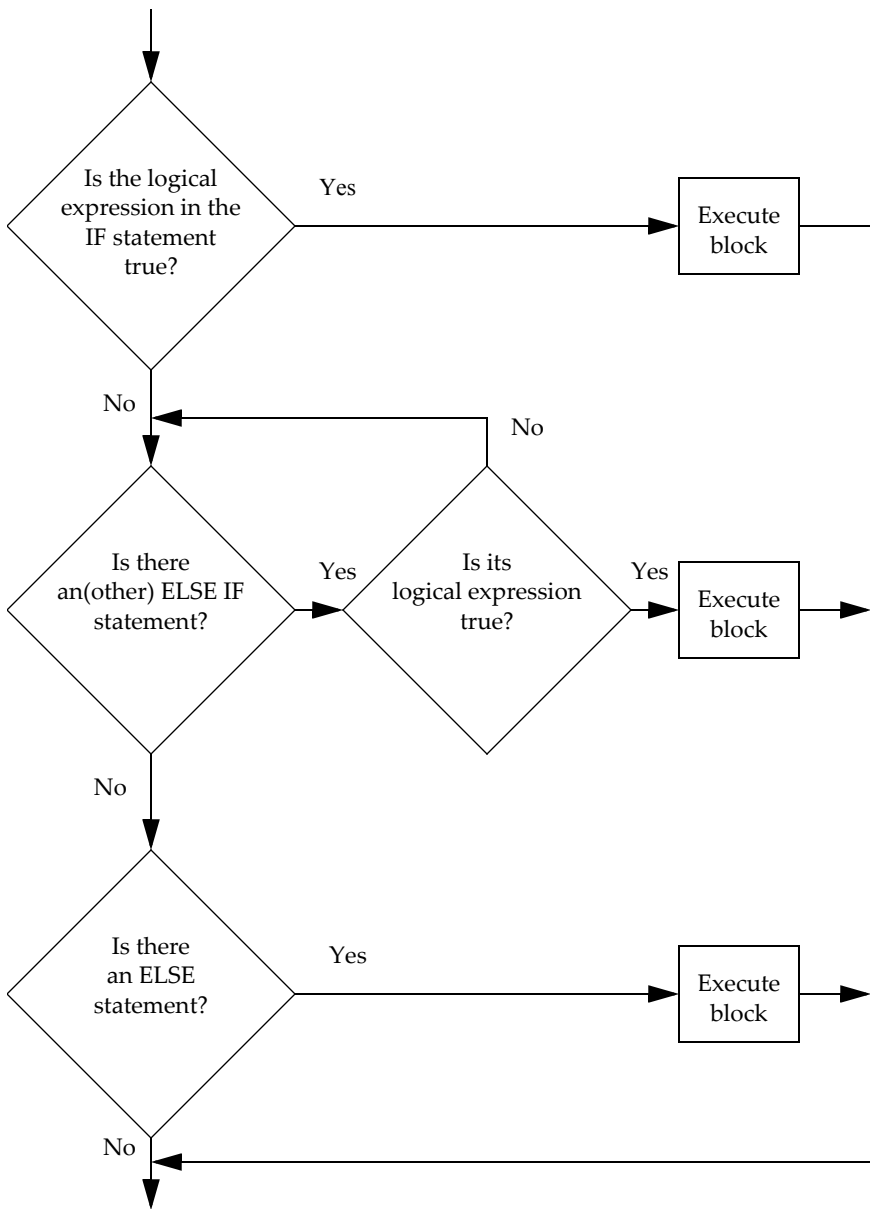 Is the logical
expression in the
IF statement
true?
Yes
Execute
block
No
No
Is there
an(other) ELSE IF
statement?
Yes
Is its
logical expression
true?
Yes
Execute
block
No
Is there
an ELSE
statement?
Yes
Execute
block
No